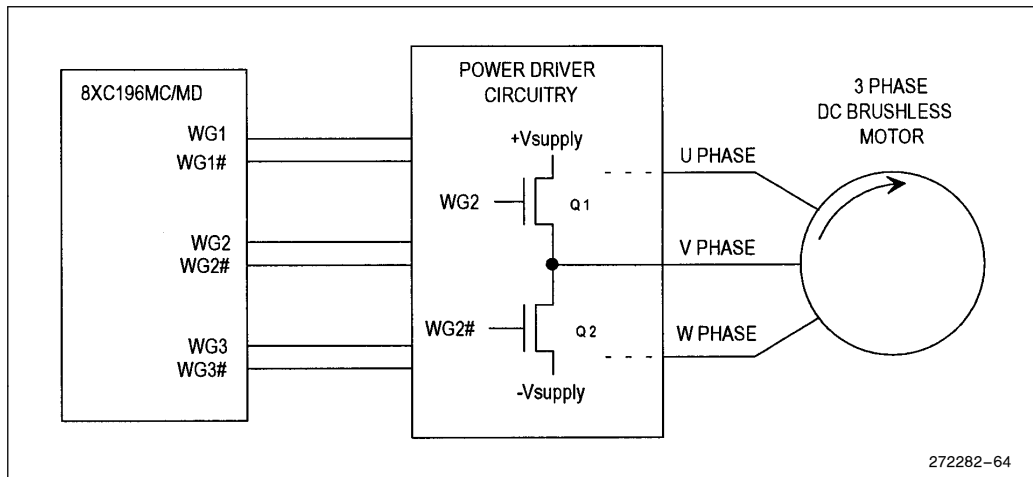 8XC196MC/MD
WG1
WG1#
WG2
WG2#
WG3
WG3#
POWER DRIVER
CIRCUITRY
+Vsupply
WG2
Q1
WG2#
Q2
-Vsupply
U PHASE
V PHASE
W PHASE
3 PHASE
DC BRUSHLESS
MOTOR
272282-64